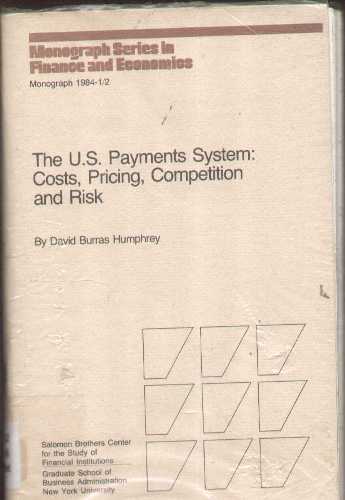 Monograph Series in
Finance and Economics
Monograph 1984-1/2
The U.S. Payments System:
Costs, Pricing, Competition
and Risk
By David Burras Humphrey
Salomon Brothers Center
for the Study of
Financial Institutions
Graduate School of
Business Administration
New York University